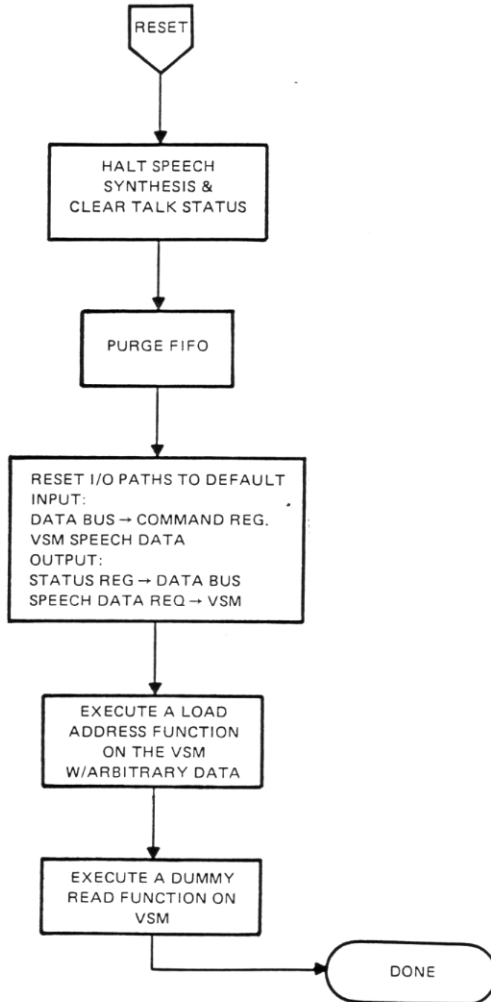 RESET
HALT SPEECH
SYNTHESIS &
CLEAR TALK STATUS
PURGE FIFO
RESET I/O PATHS TO DEFAULT
INPUT:
DATA BUS → COMMAND REG.
VSM SPEECH DATA
OUTPUT:
STATUS REG → DATA BUS
SPEECH DATA REQ → VSM
EXECUTE A LOAD
ADDRESS FUNCTION
ON THE VSM
W/ARBITRARY DATA
EXECUTE A DUMMY
READ FUNCTION ON
VSM
DONE